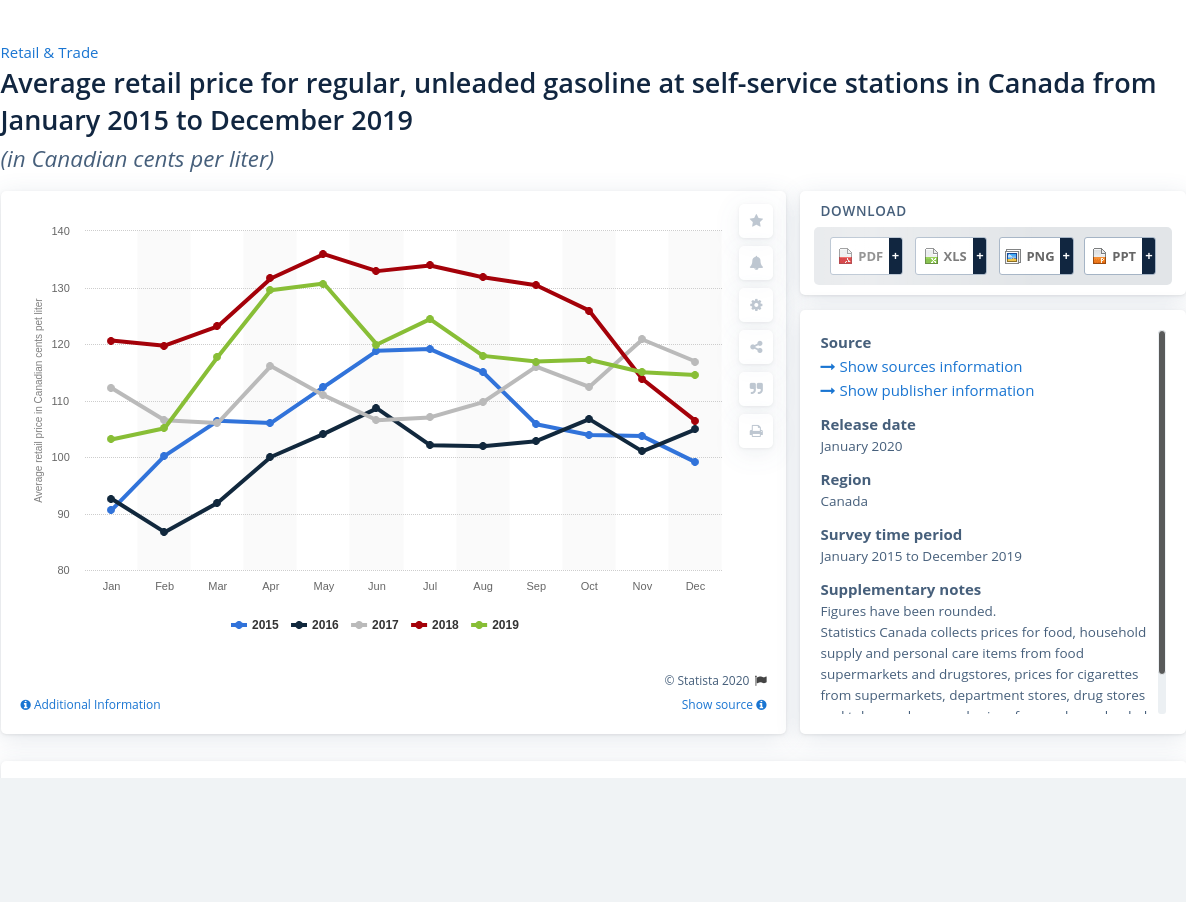 Retail & Trade
Average retail price for regular, unleaded gasoline at self-service stations in Canada from
January 2015 to December 2019
(in Canadian cents per liter)
140
130
120
110
100
90
80
Average retail price in Canadian cents pet liter
Jan Feb Mar Apr May Jun Jul Aug Sep Oct Nov Dec
2015 2016 2017 2018 2019
© Statista 2020
Additional Information
Show source
DOWNLOAD
PDF + XLS + PNG + PPT +
Source
Show sources information
Show publisher information
Release date
January 2020
Region
Canada
Survey time period
January 2015 to December 2019
Supplementary notes
Figures have been rounded.
Statistics Canada collects prices for food, household
supply and personal care items from food
supermarkets and drugstores, prices for cigarettes
from supermarkets, department stores, drug stores